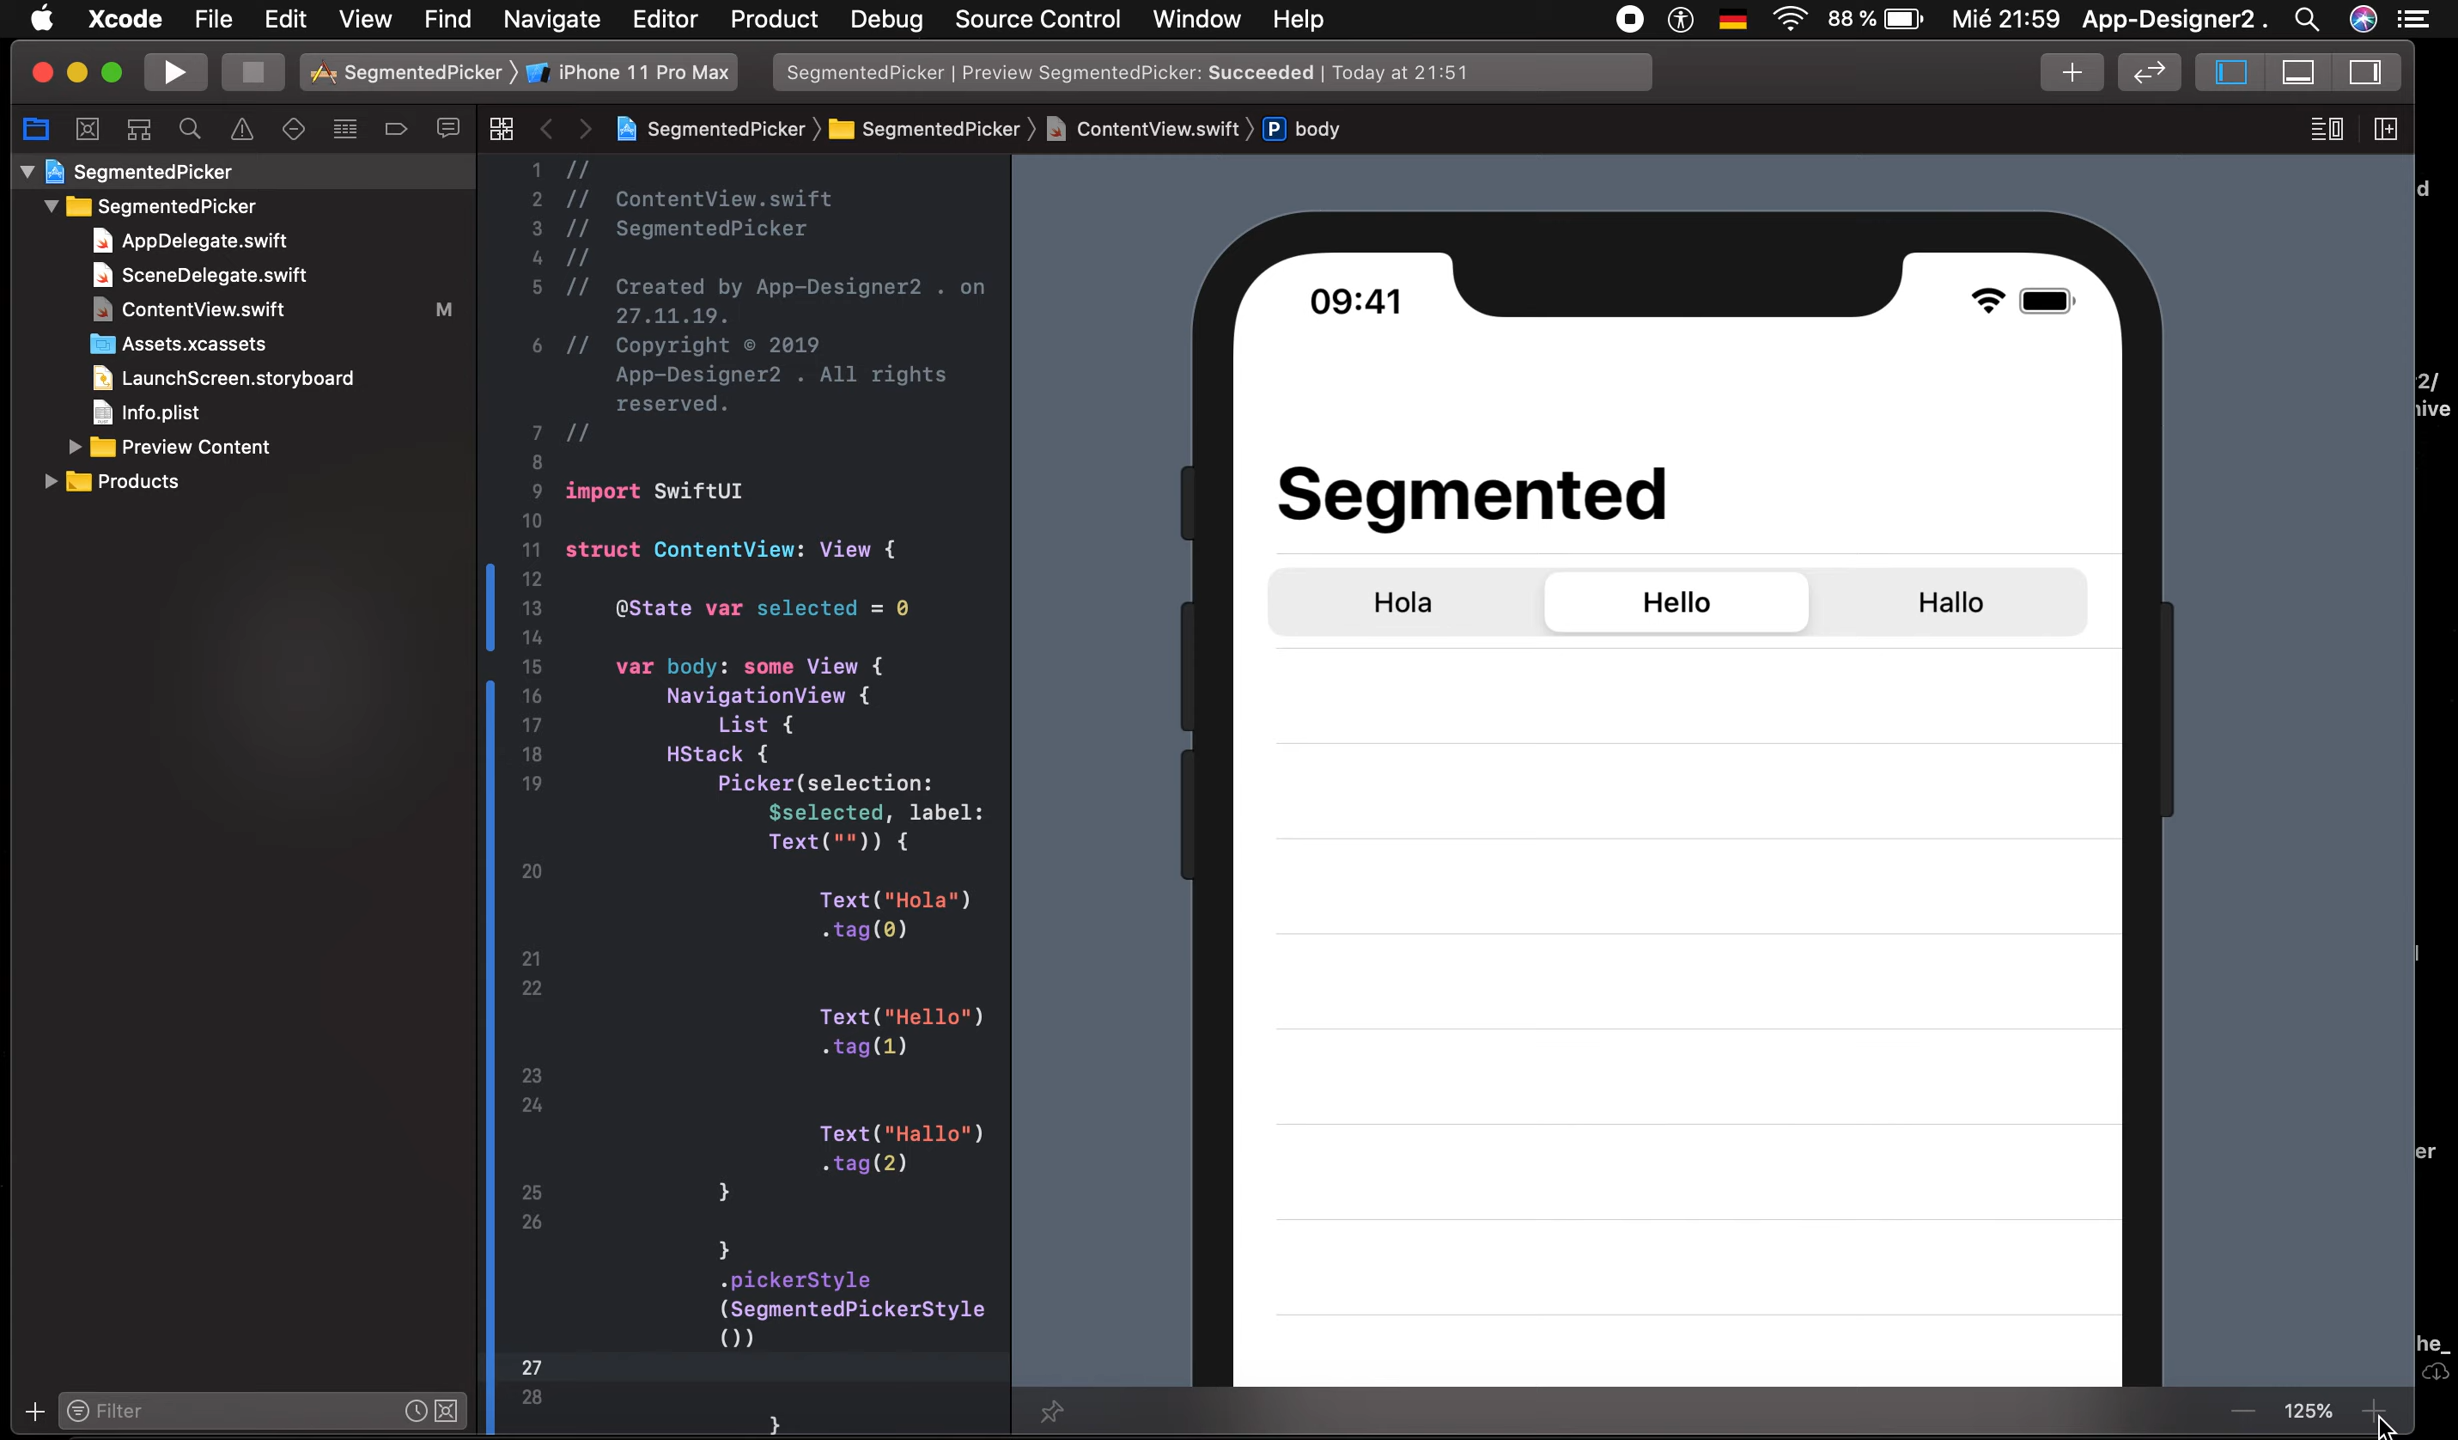 Xcode File Edit View Find Navigate Editor Product Debug Source Control Window Help 88 % Mié 21:59 App-Designer2 .
SegmentedPicker 〉 iPhone 11 Pro Max
SegmentedPicker | Preview SegmentedPicker: Succeeded | Today at 21:51
SegmentedPicker 〉 SegmentedPicker 〉 ContentView.swift 〉 P body
SegmentedPicker
SegmentedPicker
AppDelegate.swift
SceneDelegate.swift
ContentView.swift M
Assets.xcassets
LaunchScreen.storyboard
Info.plist
Preview Content
Products
Filter
1 //
2 // ContentView.swift
3 // SegmentedPicker
4 //
5 // Created by App-Designer2 . on
27.11.19.
6 // Copyright © 2019
App-Designer2 . All rights
reserved.
7 //
8
9 import SwiftUI
10
11 struct ContentView: View {
12
13 @State var selected = 0
14
15 var body: some View {
16 NavigationView {
17 List {
18 HStack {
19 Picker(selection:
$selected, label:
Text("")) {
20
Text("Hola")
.tag(0)
21
22
Text("Hello")
.tag(1)
23
24
Text("Hallo")
.tag(2)
25 }
26
}
.pickerStyle
(SegmentedPickerStyle
())
27
28
}
09:41
Segmented
Hola Hello Hallo
125%
d
2/
hive
er
he_